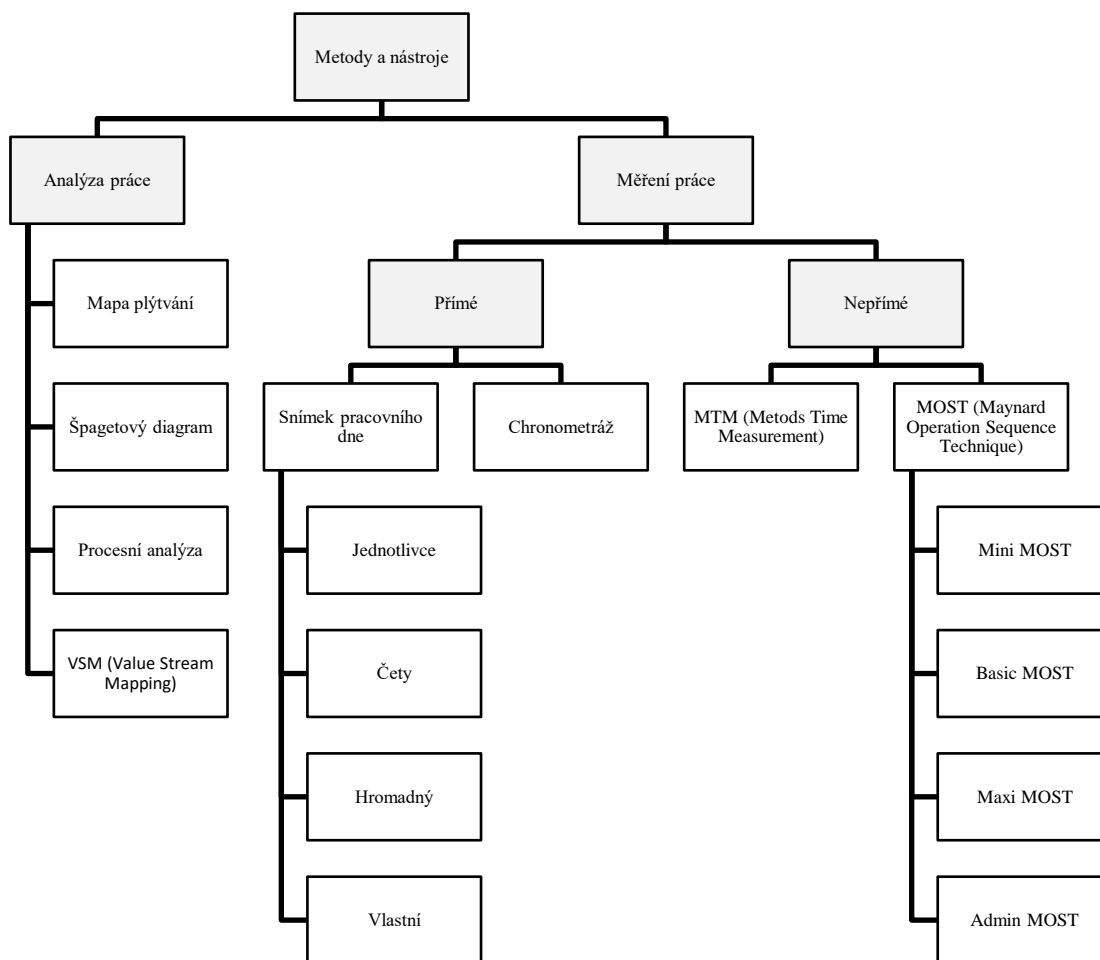 Metody a nástroje
Analýza práce
Měření práce
Mapa plýtvání
Přímé
Nepřímé
Snímek pracovního
dne
Chronometráž
MTM (Metods Time
Measurement)
MOST (Maynard
Operation Sequence
Technique)
Špagetový diagram
Procesní analýza
Jednotlivce
Mini MOST
VSM (Value Stream
Mapping)
Čety
Basic MOST
Hromadný
Maxi MOST
Vlastní
Admin MOST